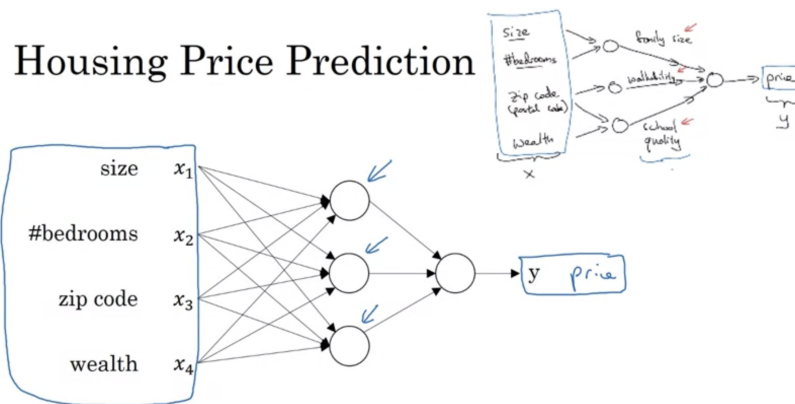 Housing Price Prediction
size x₁
#bedrooms x₂
zip code x₃
wealth x₄
y price
size
#bedrooms
zip code
(postal code)
wealth
x
family size
walkability
school
quality
price
y